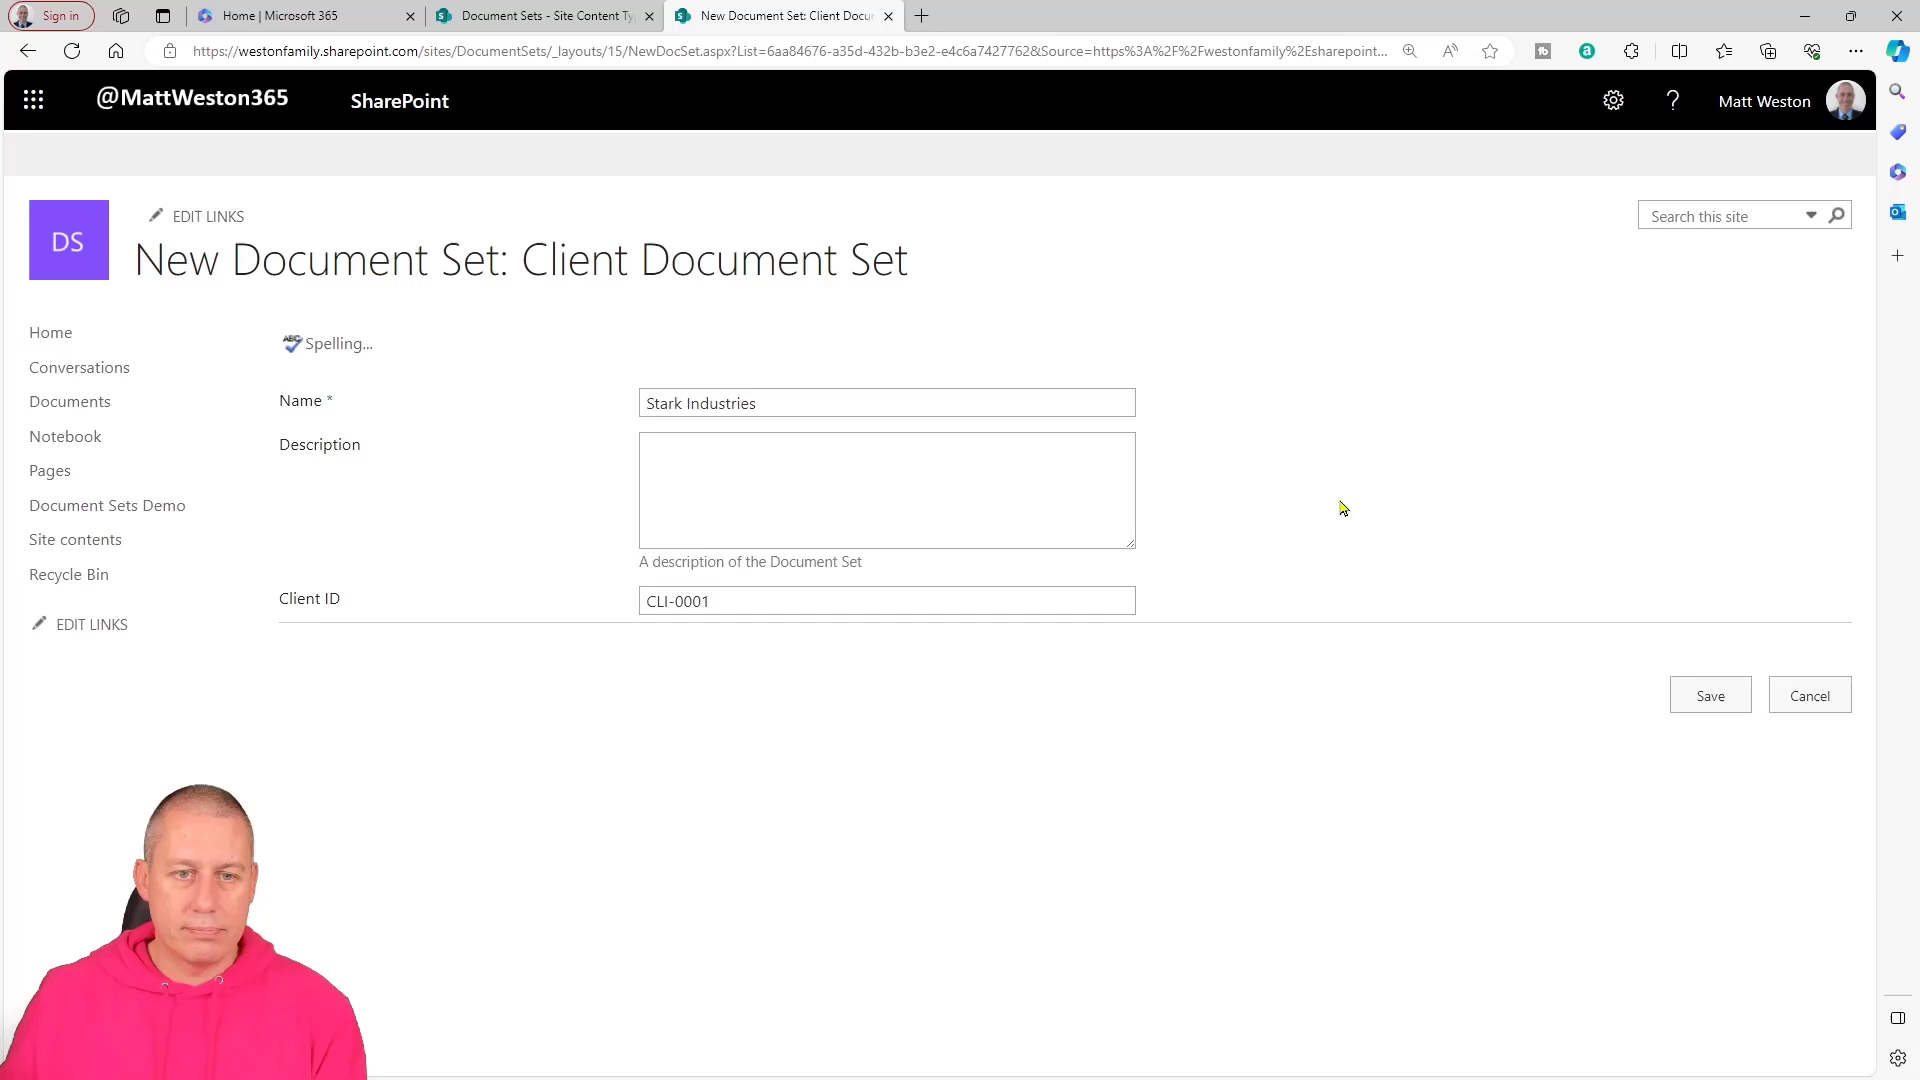 Sign in
Home | Microsoft 365
Document Sets - Site Content Ty
New Document Set: Client Docur
https://westonfamily.sharepoint.com/sites/DocumentSets/_layouts/15/NewDocSet.aspx?List=6aa84676-a35d-432b-b3e2-e4c6a7427762&Source=https%3A%2F%2Fwestonfamily%2Esharepoint...
@MattWeston365
SharePoint
?
Matt Weston
DS
EDIT LINKS
Search this site
New Document Set: Client Document Set
Home
Conversations
Documents
Notebook
Pages
Document Sets Demo
Site contents
Recycle Bin
EDIT LINKS
ABC Spelling...
Name *
Stark Industries
Description
A description of the Document Set
Client ID
CLI-0001
Save
Cancel